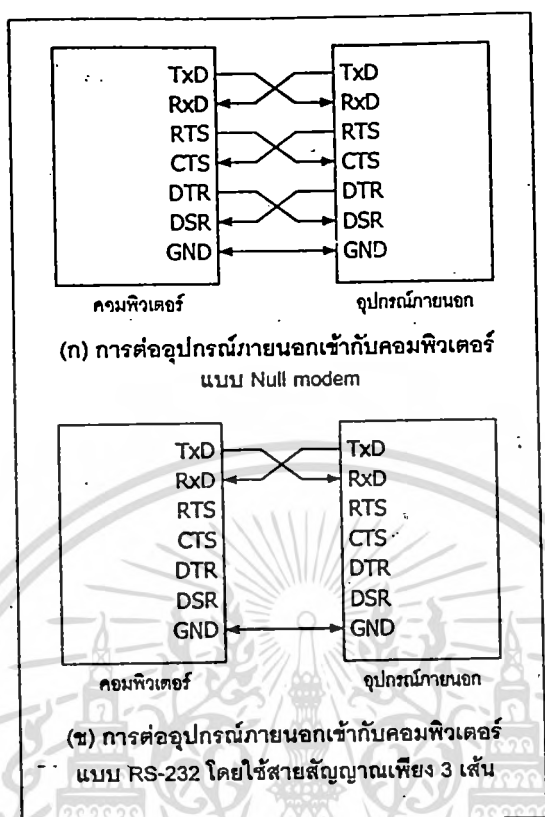 TxD TxD
RxD RxD
RTS RTS
CTS CTS
DTR DTR
DSR DSR
GND GND
คอมพิวเตอร์ อุปกรณ์ภายนอก
(ก) การต่ออุปกรณ์ภายนอกเข้ากับคอมพิวเตอร์
แบบ Null modem
TxD TxD
RxD RxD
RTS RTS
CTS CTS
DTR DTR
DSR DSR
GND GND
คอมพิวเตอร์ อุปกรณ์ภายนอก
(ข) การต่ออุปกรณ์ภายนอกเข้ากับคอมพิวเตอร์
แบบ RS-232 โดยใช้สายสัญญาณเพียง 3 เส้น